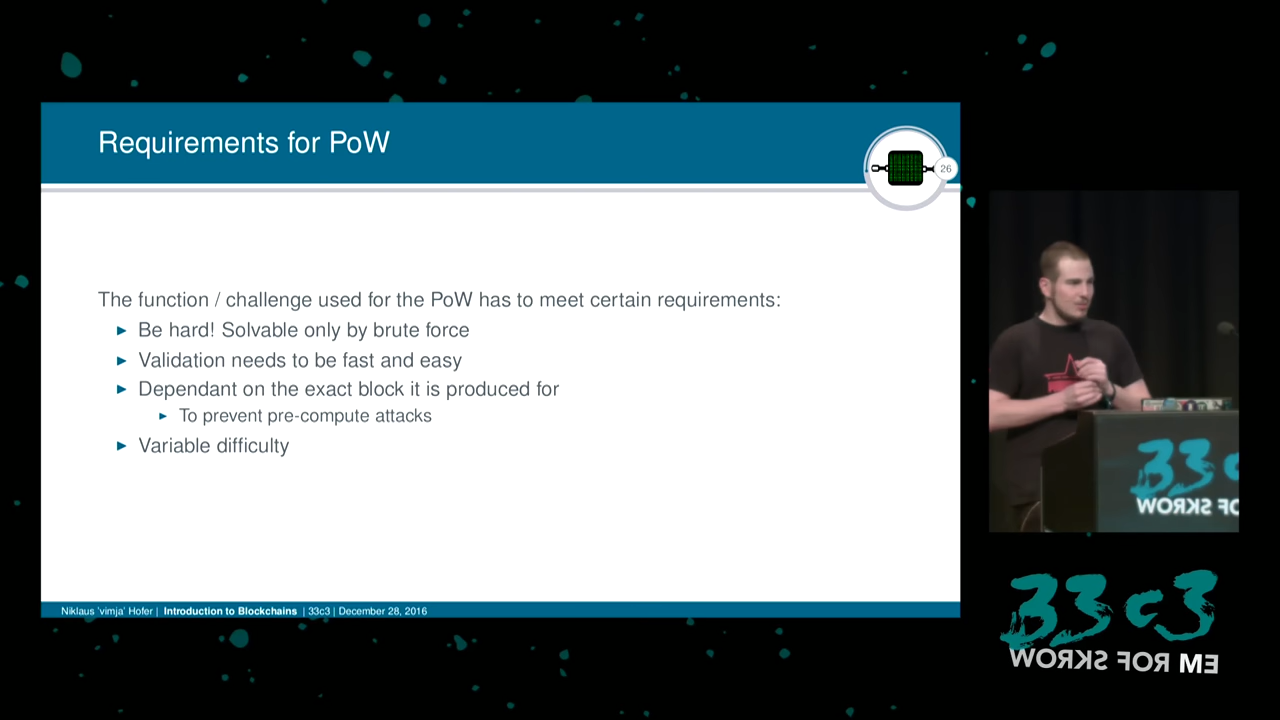 Requirements for PoW
26
The function / challenge used for the PoW has to meet certain requirements:
Be hard! Solvable only by brute force
Validation needs to be fast and easy
Dependant on the exact block it is produced for
To prevent pre-compute attacks
Variable difficulty
Niklaus 'vimja' Hofer | Introduction to Blockchains | 33c3 | December 28, 2016
33c
WORKS FO
33c3
WORKS FOR ME